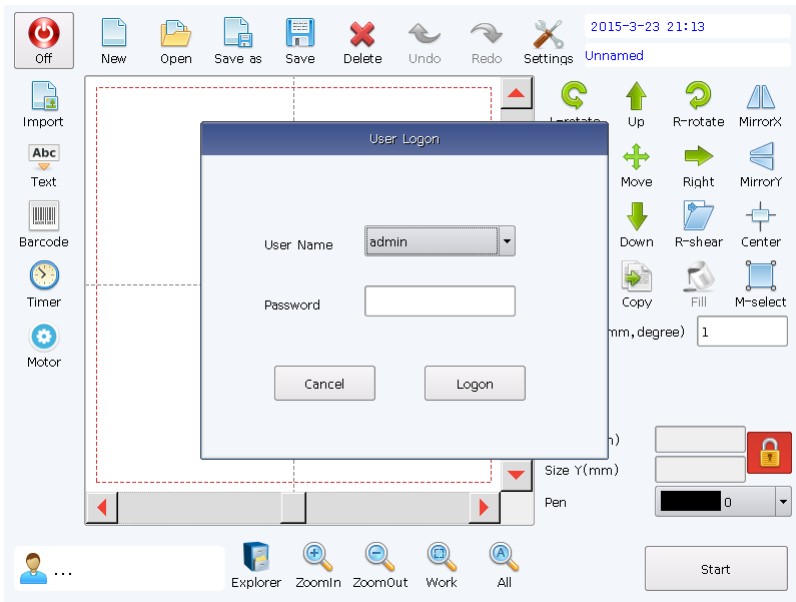 2015-3-23 21:13
Off New Open Save as Save Delete Undo Redo Settings Unnamed
Import
Up R-rotate MirrorX
User Logon
Abc
Text
Move Right MirrorY
Barcode
User Name admin
Down R-shear Center
Timer
Password
Copy Fill M-select
mm,degree) 1
Motor
Cancel Logon
Size Y(mm)
Pen 0
...
Explorer ZoomIn ZoomOut Work All
A
Start